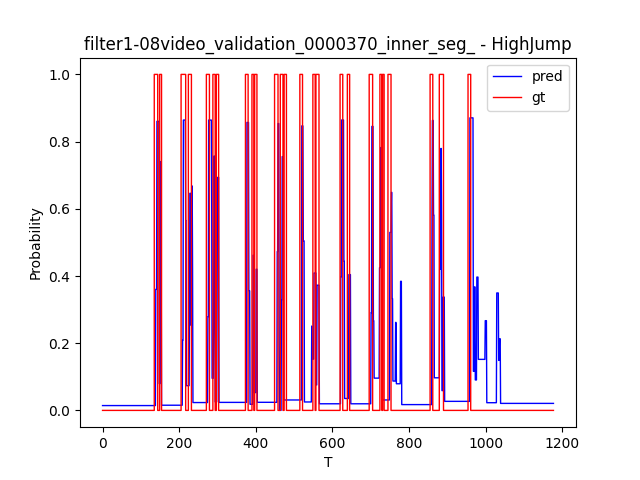 filter1-08video_validation_0000370_inner_seg_ - HighJump
pred
gt
1.0
0.8
0.6
0.4
0.2
0.0
Probability
0 200 400 600 800 1000 1200
T